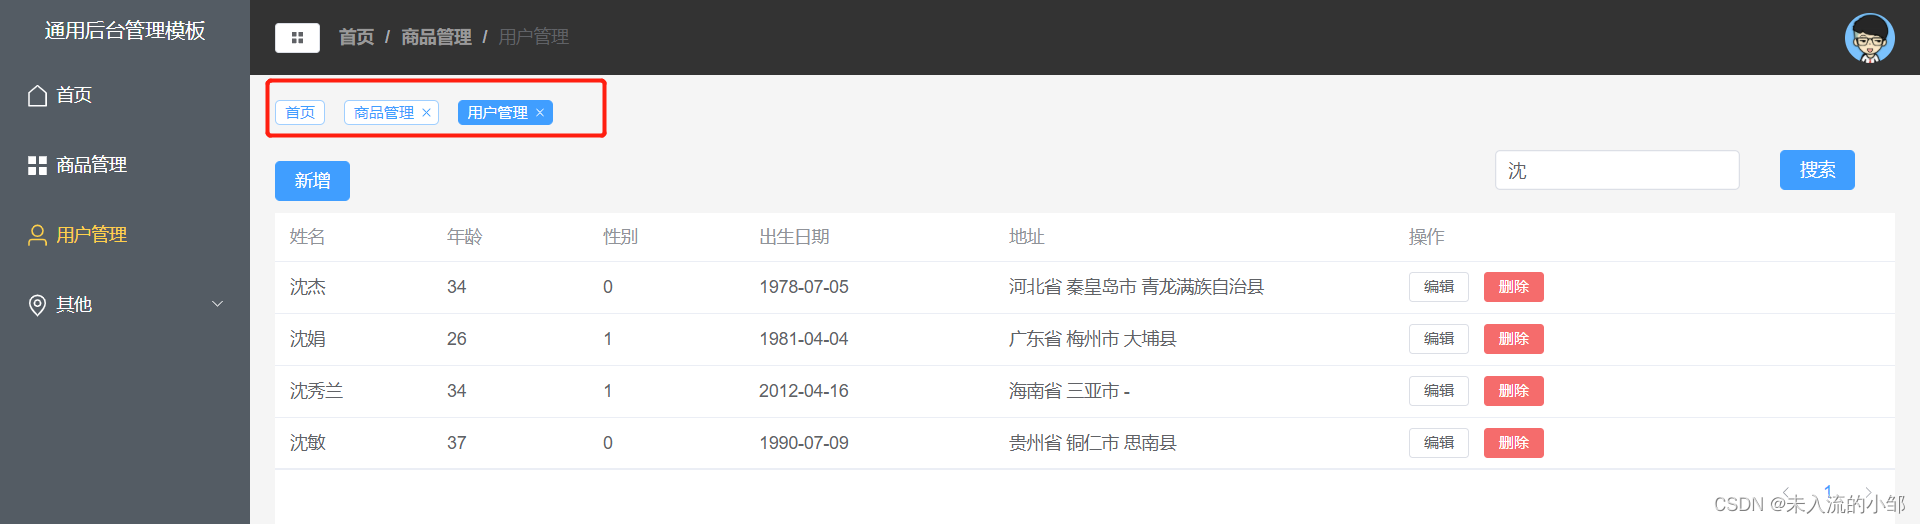 通用后台管理模板
首页
商品管理
用户管理
其他
首页 / 商品管理 / 用户管理
首页 商品管理 × 用户管理 ×
新增 沈 搜索
姓名 年龄 性别 出生日期 地址 操作
沈杰 34 0 1978-07-05 河北省 秦皇岛市 青龙满族自治县 编辑 删除
沈娟 26 1 1981-04-04 广东省 梅州市 大埔县 编辑 删除
沈秀兰 34 1 2012-04-16 海南省 三亚市 - 编辑 删除
沈敏 37 0 1990-07-09 贵州省 铜仁市 思南县 编辑 删除
< 1 >
CSDN @未入流的小邹